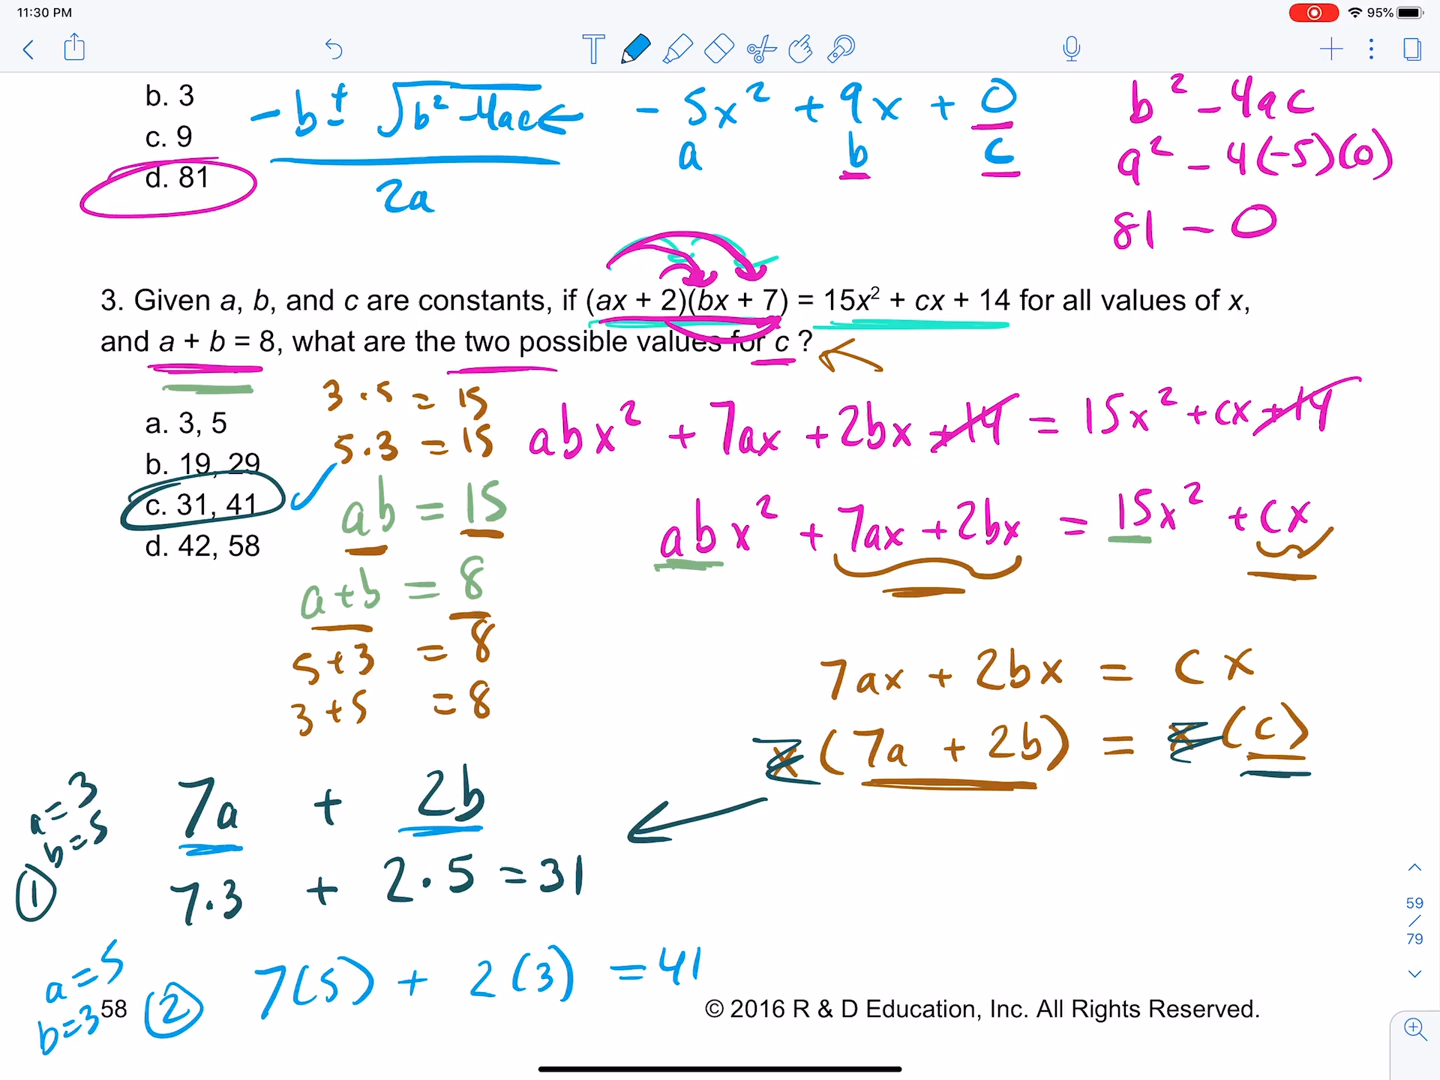 11:30 PM
95%
b. 3
c. 9
d. 81
-b ± √b² - 4ac
2a
- 5x² + 9x + 0
a b c
b² - 4ac
9² - 4(-5)(0)
81 - 0
3. Given a, b, and c are constants, if (ax + 2)(bx + 7) = 15x² + cx + 14 for all values of x,
and a + b = 8, what are the two possible values for c ?
a. 3, 5
b. 19, 29
c. 31, 41
d. 42, 58
3 · 5 = 15
5 · 3 = 15
ab = 15
a+b = 8
5+3 = 8
3+5 = 8
abx² + 7ax + 2bx + 14 = 15x² + cx + 14
abx² + 7ax + 2bx = 15x² + cx
7ax + 2bx = cx
x(7a + 2b) = x(c)
a=3
b=5
①
7a + 2b
7·3 + 2·5 = 31
a=5
b=3
②
7(5) + 2(3) = 41
58
© 2016 R & D Education, Inc. All Rights Reserved.
59
/
79